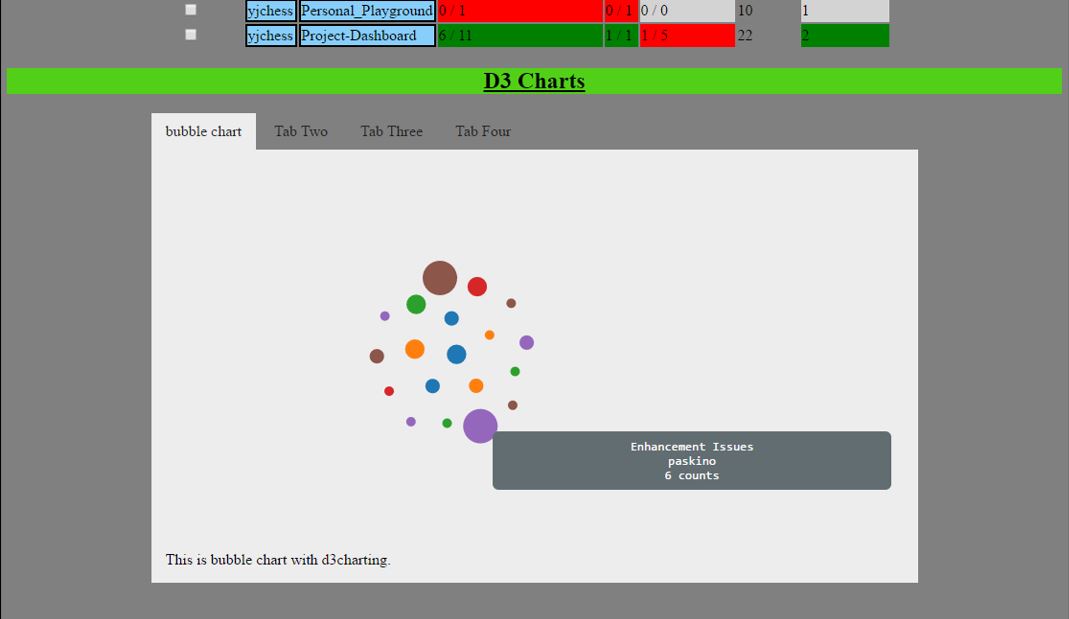 yjchess Personal_Playground 0 / 1 0 / 1 0 / 0 10 1
yjchess Project-Dashboard 6 / 11 1 / 1 1 / 5 22 2
D3 Charts
bubble chart Tab Two Tab Three Tab Four
Enhancement Issues
paskino
6 counts
This is bubble chart with d3charting.